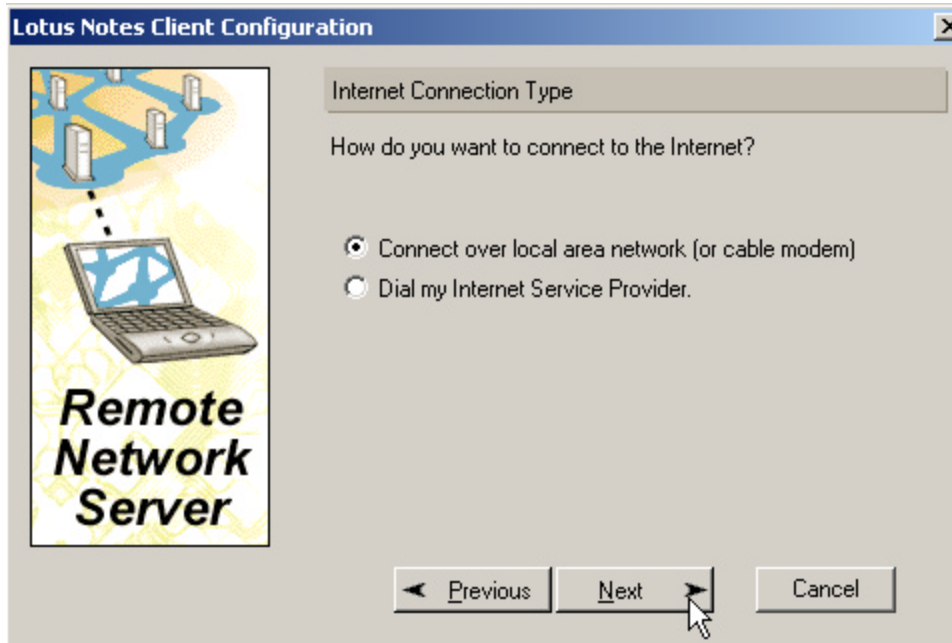 Lotus Notes Client Configuration
Internet Connection Type
How do you want to connect to the Internet?
Connect over local area network (or cable modem)
Dial my Internet Service Provider.
Remote
Network
Server
Previous
Next
Cancel